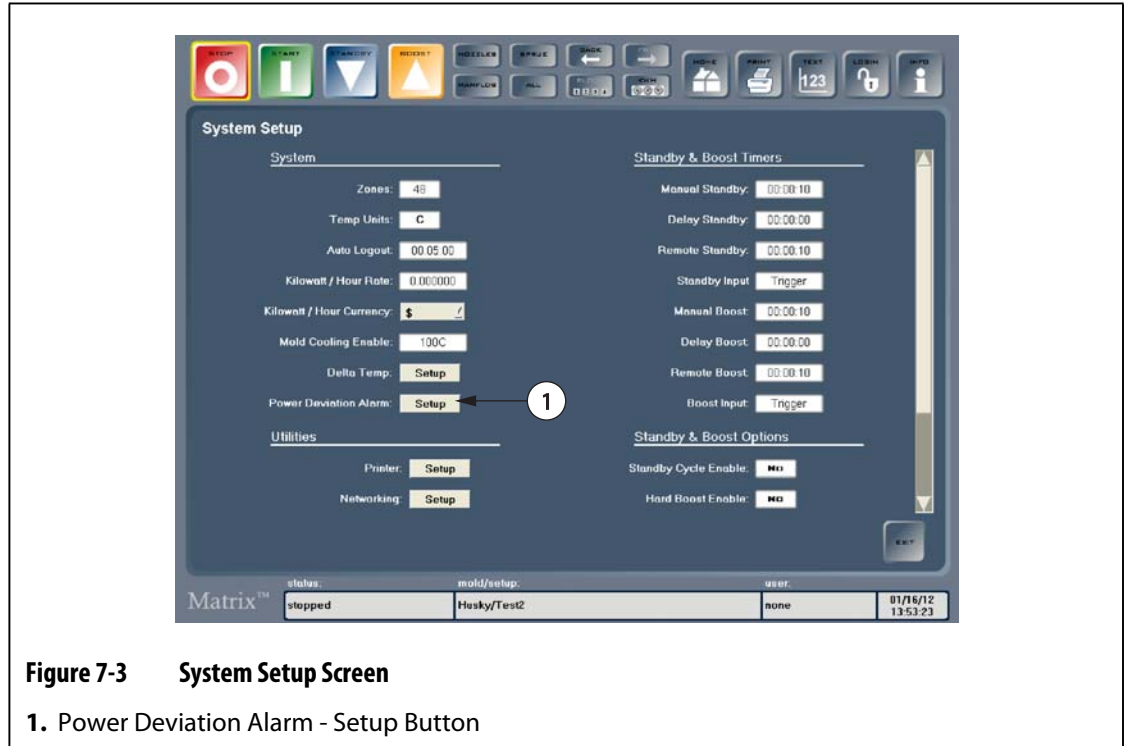 STOP START STANDBY BOOST NOZZLES SPRUE BACK HOME PRINT TEXT LOGIN INFO
MANIFLDS ALL 123
System Setup
System
Zones: 48
Temp Units: C
Auto Logout: 00:05:00
Kilowatt / Hour Rate: 0.000000
Kilowatt / Hour Currency: $ /
Mold Cooling Enable: 100C
Delta Temp: Setup
Power Deviation Alarm: Setup
1
Utilities
Printer: Setup
Networking: Setup
Standby & Boost Timers
Manual Standby: 00:00:10
Delay Standby: 00:00:00
Remote Standby: 00:00:10
Standby Input Trigger
Manual Boost: 00:00:10
Delay Boost: 00:00:00
Remote Boost: 00:00:10
Boost Input: Trigger
Standby & Boost Options
Standby Cycle Enable: NO
Hard Boost Enable: NO
EXIT
status: mold/setup: user:
Matrix™ stopped Husky/Test2 none 01/16/12
13:53:23
Figure 7-3 System Setup Screen
1. Power Deviation Alarm - Setup Button